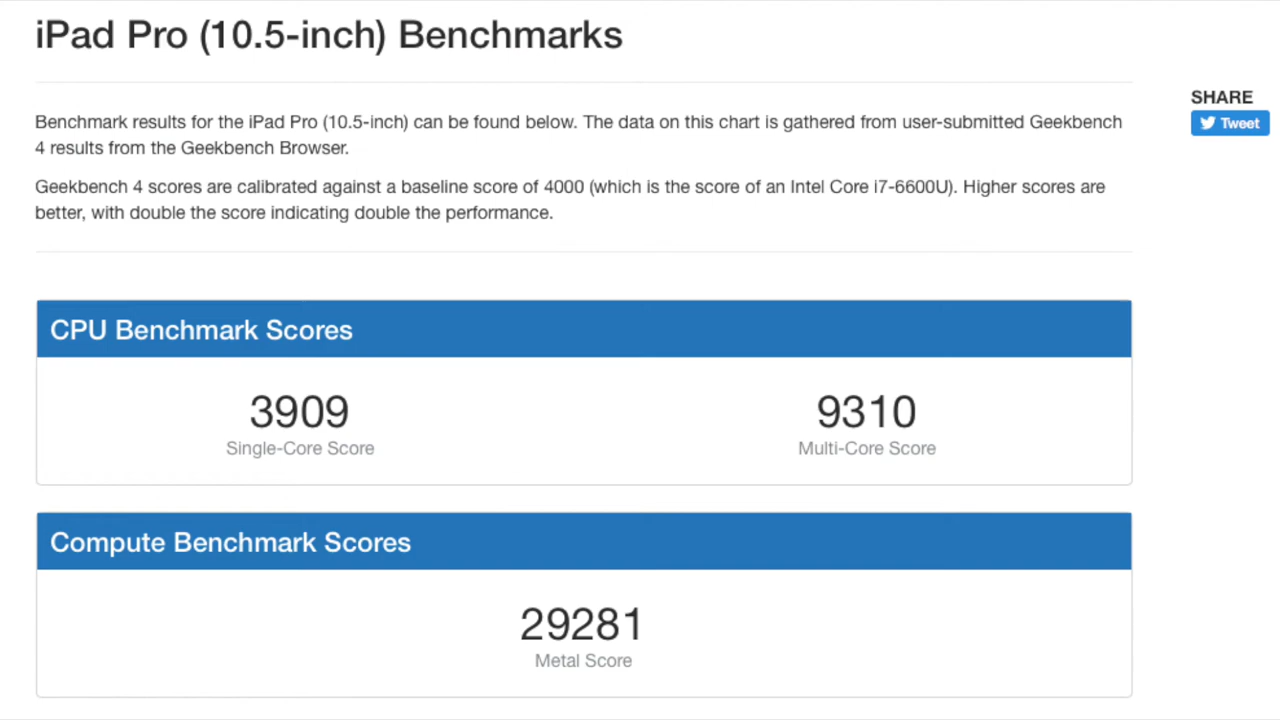 iPad Pro (10.5-inch) Benchmarks
SHARE
Tweet
Benchmark results for the iPad Pro (10.5-inch) can be found below. The data on this chart is gathered from user-submitted Geekbench
4 results from the Geekbench Browser.
Geekbench 4 scores are calibrated against a baseline score of 4000 (which is the score of an Intel Core i7-6600U). Higher scores are
better, with double the score indicating double the performance.
CPU Benchmark Scores
3909
Single-Core Score
9310
Multi-Core Score
Compute Benchmark Scores
29281
Metal Score